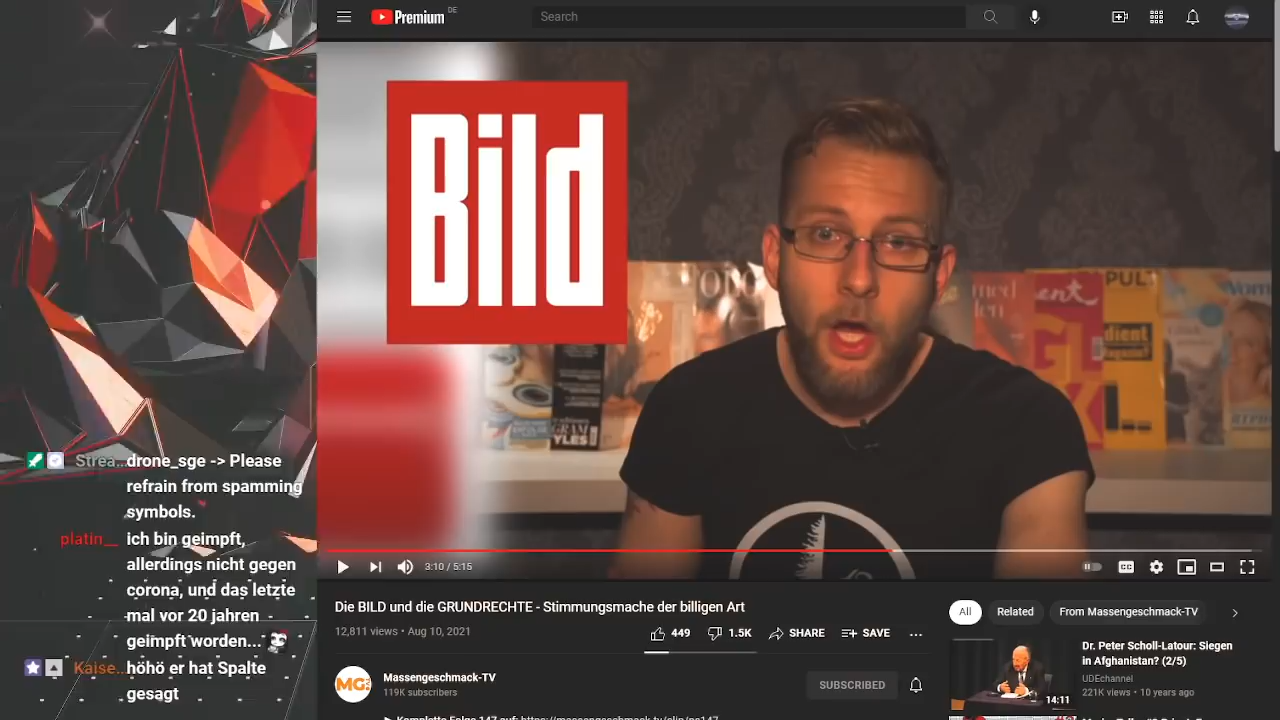 Premium DE
Search
Bild
Strea... drone_sge -> Please
refrain from spamming
symbols.
platin__ ich bin geimpft,
allerdings nicht gegen
corona, und das letzte
mal vor 20 jahren
geimpft worden...
Kaise... höhö er hat Spalte
gesagt
3:10 / 5:15
CC
Die BILD und die GRUNDRECHTE - Stimmungsmache der billigen Art
12,811 views • Aug 10, 2021
449
1.5K
SHARE
SAVE
MG
Massengeschmack-TV
119K subscribers
SUBSCRIBED
All
Related
From Massengeschmack-TV
Dr. Peter Scholl-Latour: Siegen
in Afghanistan? (2/5)
UDEchannel
221K views • 10 years ago
14:11